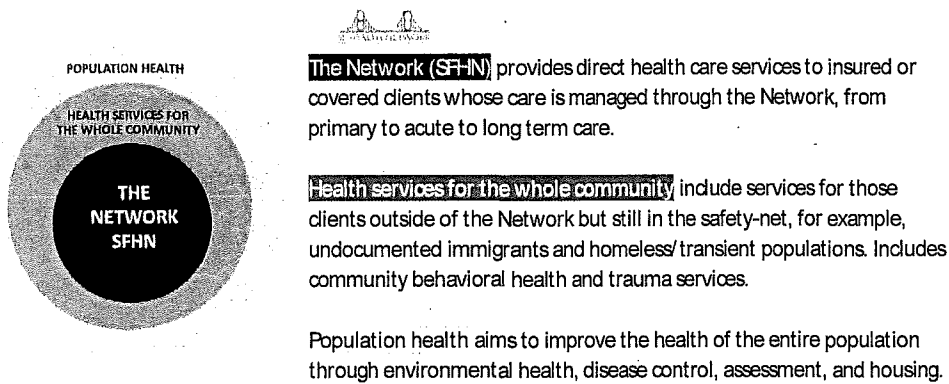 POPULATION HEALTH
HEALTH SERVICES FOR
THE WHOLE COMMUNITY
THE
NETWORK
SFHN
The Network (SFHN) provides direct health care services to insured or
covered clients whose care is managed through the Network, from
primary to acute to long term care.
Health services for the whole community include services for those
clients outside of the Network but still in the safety-net, for example,
undocumented immigrants and homeless/ transient populations. Includes
community behavioral health and trauma services.
Population health aims to improve the health of the entire population
through environmental health, disease control, assessment, and housing.